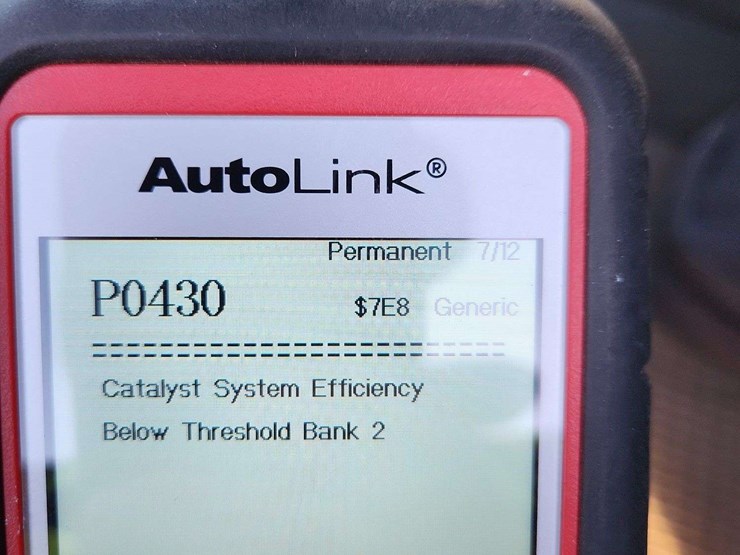 AutoLink®
Permanent 7/12
P0430 $7E8 Generic
==============================
Catalyst System Efficiency
Below Threshold Bank 2